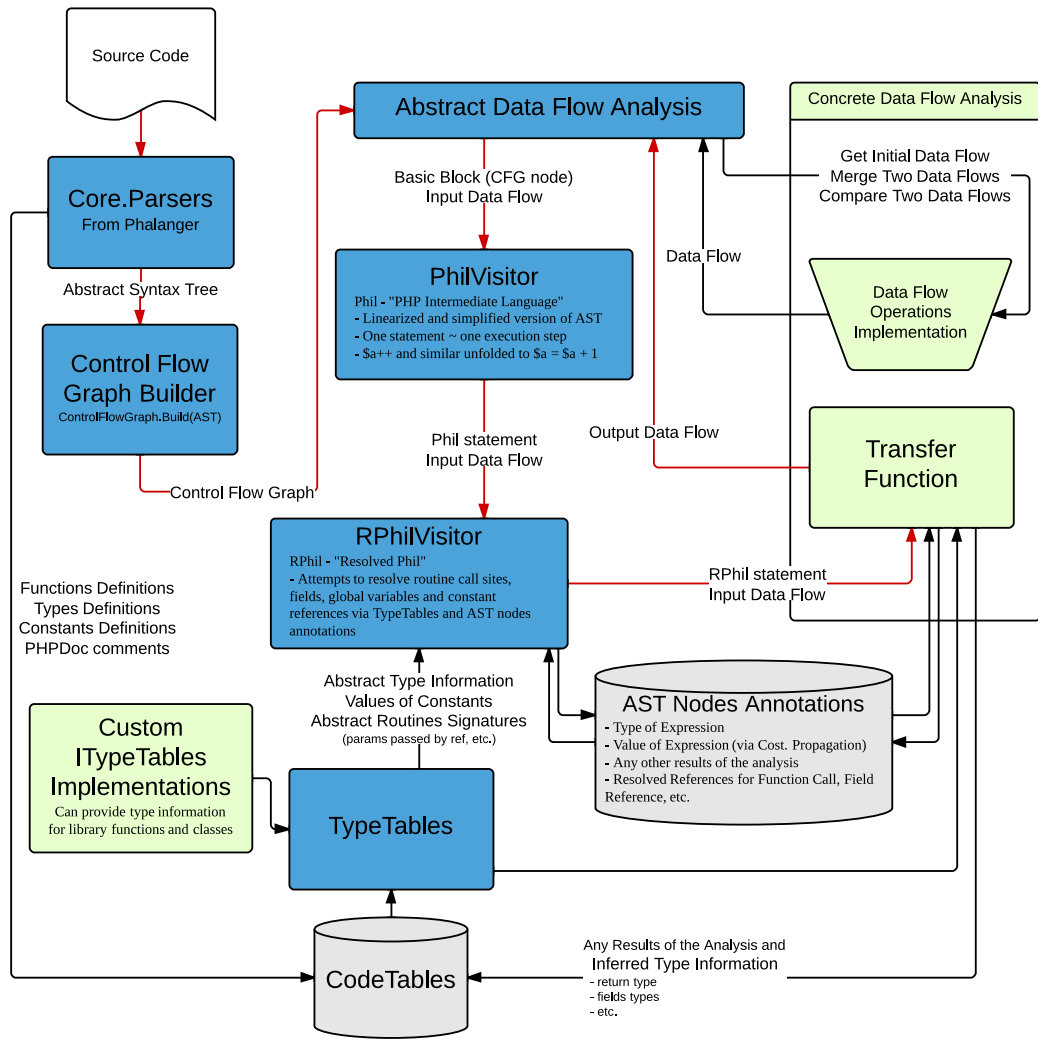 Source Code
Abstract Data Flow Analysis
Concrete Data Flow Analysis
Get Initial Data Flow
Merge Two Data Flows
Compare Two Data Flows
Basic Block (CFG node)
Input Data Flow
Core.Parsers
From Phalanger
Data Flow
PhilVisitor
Phil - "PHP Intermediate Language"
- Linearized and simplified version of AST
- One statement ~ one execution step
- $a++ and similar unfolded to $a = $a + 1
Data Flow
Operations
Implementation
Abstract Syntax Tree
Control Flow
Graph Builder
ControlFlowGraph.Build(AST)
Phil statement
Input Data Flow
Output Data Flow
Transfer
Function
Control Flow Graph
RPhilVisitor
RPhil - "Resolved Phil"
- Attempts to resolve routine call sites,
fields, global variables and constant
references via TypeTables and AST nodes
annotations
RPhil statement
Input Data Flow
Functions Definitions
Types Definitions
Constants Definitions
PHPDoc comments
Abstract Type Information
Values of Constants
Abstract Routines Signatures
(params passed by ref, etc.)
AST Nodes Annotations
- Type of Expression
- Value of Expression (via Cost. Propagation)
- Any other results of the analysis
- Resolved References for Function Call, Field
Reference, etc.
Custom
ITypeTables
Implementations
Can provide type information
for library functions and classes
TypeTables
CodeTables
Any Results of the Analysis and
Inferred Type Information
- return type
- fields types
- etc.